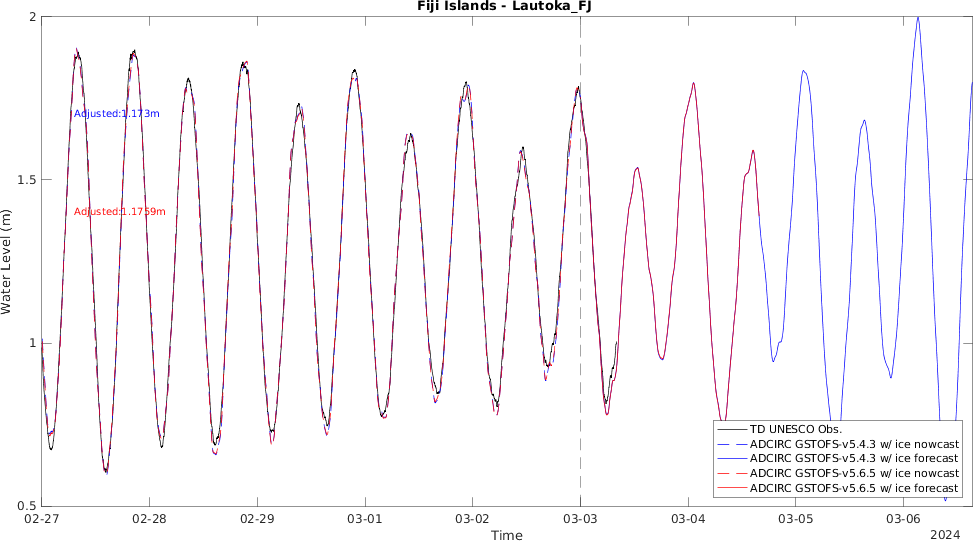 Fiji Islands - Lautoka_FJ
2
1.5
1
0.5
Water Level (m)
Adjusted:1.173m
Adjusted:1.1759m
TD UNESCO Obs.
ADCIRC GSTOFS-v5.4.3 w/ ice nowcast
ADCIRC GSTOFS-v5.4.3 w/ ice forecast
ADCIRC GSTOFS-v5.6.5 w/ ice nowcast
ADCIRC GSTOFS-v5.6.5 w/ ice forecast
02-27 02-28 02-29 03-01 03-02 03-03 03-04 03-05 03-06
Time
2024